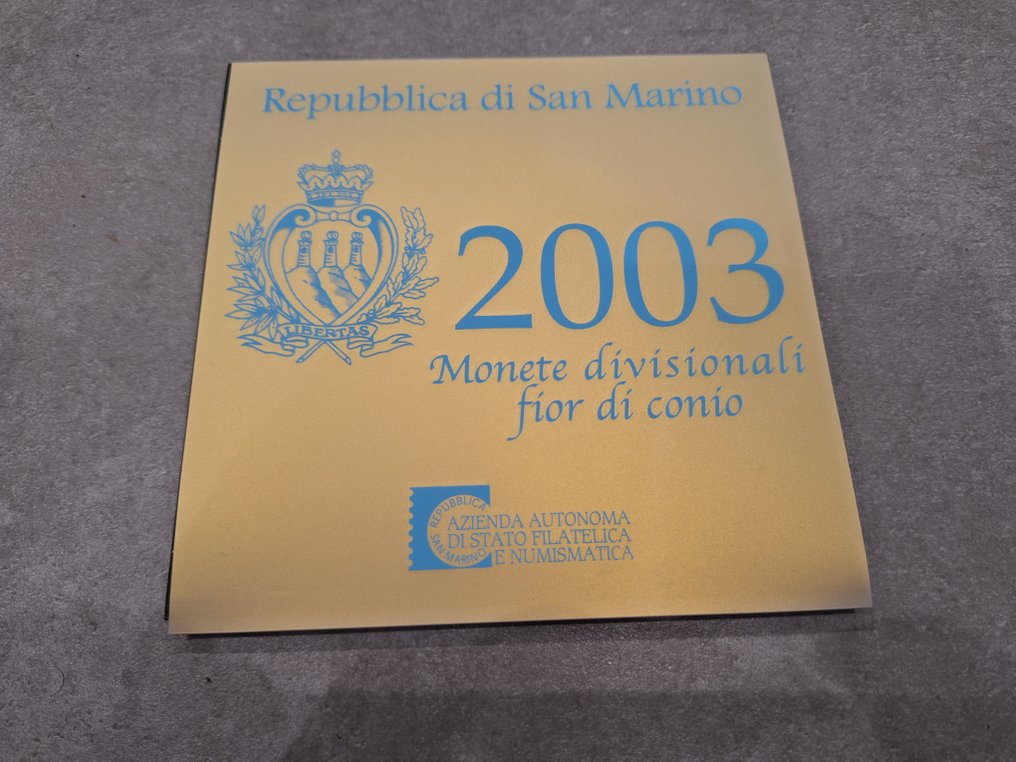 Repubblica di San Marino
LIBERTAS
2003
Monete divisionali
fior di conio
REPUBBLICA
SAN MARINO
AZIENDA AUTONOMA
DI STATO FILATELICA
E NUMISMATICA